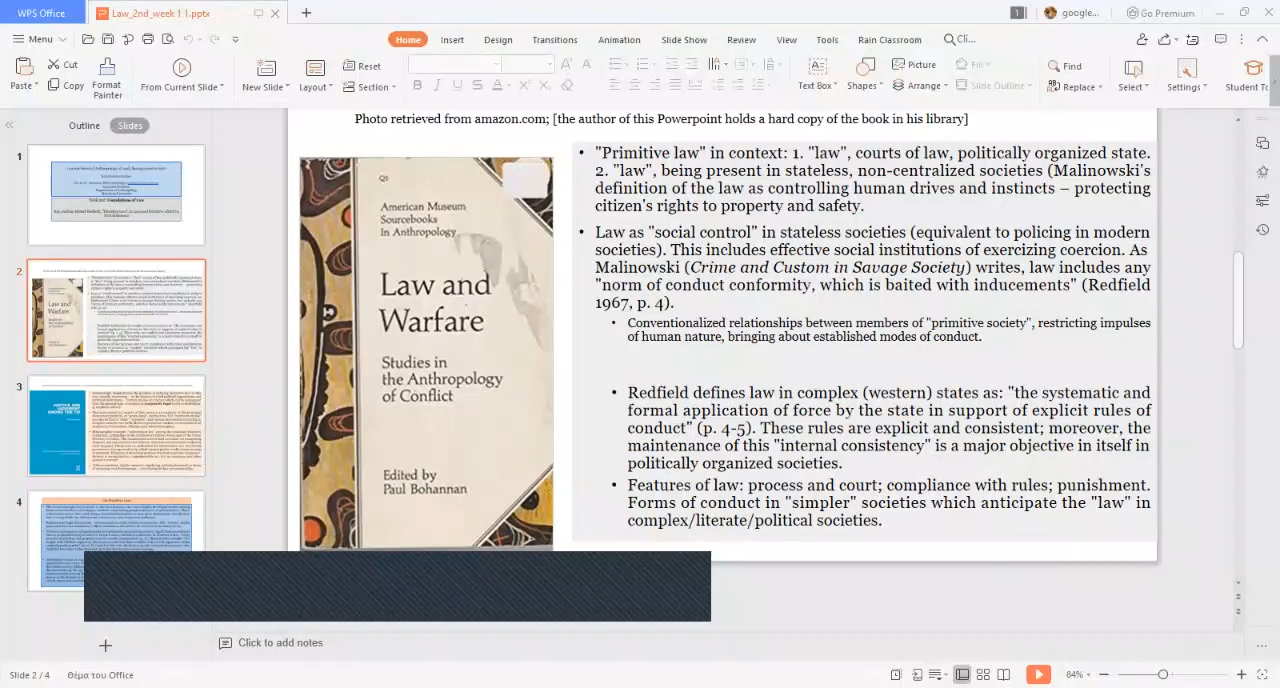 WPS Office
Law_2nd_week 1 1.pptx
1
google...
Go Premium
Menu
Home
Insert
Design
Transitions
Animation
Slide Show
Review
View
Tools
Rain Classroom
Cli...
Paste
Cut
Copy
Format Painter
From Current Slide
New Slide
Layout
Reset
Section
Text Box
Shapes
Picture
Arrange
Fill
Slide Outline
Find
Replace
Select
Settings
Student To
Outline
Slides
1
2
3
4
Photo retrieved from amazon.com; [the author of this Powerpoint holds a hard copy of the book in his library]
American Museum
Sourcebooks
In Anthropology
Law and
Warfare
Studies in
the Anthropology
of Conflict
Edited by
Paul Bohannan
• "Primitive law" in context: 1. "law", courts of law, politically organized state.
2. "law", being present in stateless, non-centralized societies (Malinowski's
definition of the law as controlling human drives and instincts – protecting
citizen's rights to property and safety.
• Law as "social control" in stateless societies (equivalent to policing in modern
societies). This includes effective social institutions of exercizing coercion. As
Malinowski (Crime and Custom in Savage Society) writes, law includes any
"norm of conduct conformity, which is baited with inducements" (Redfield
1967, p. 4).
• Conventionalized relationships between members of "primitive society", restricting impulses
of human nature, bringing about established modes of conduct.
• Redfield defines law in complex (western) states as: "the systematic and
formal application of force by the state in support of explicit rules of
conduct" (p. 4-5). These rules are explicit and consistent; moreover, the
maintenance of this "internal consistency" is a major objective in itself in
politically organized societies.
• Features of law: process and court; compliance with rules; punishment.
Forms of conduct in "simpler" societies which anticipate the "law" in
complex/literate/political societies.
Click to add notes
Slide 2 / 4
Θέμα του Office
84%